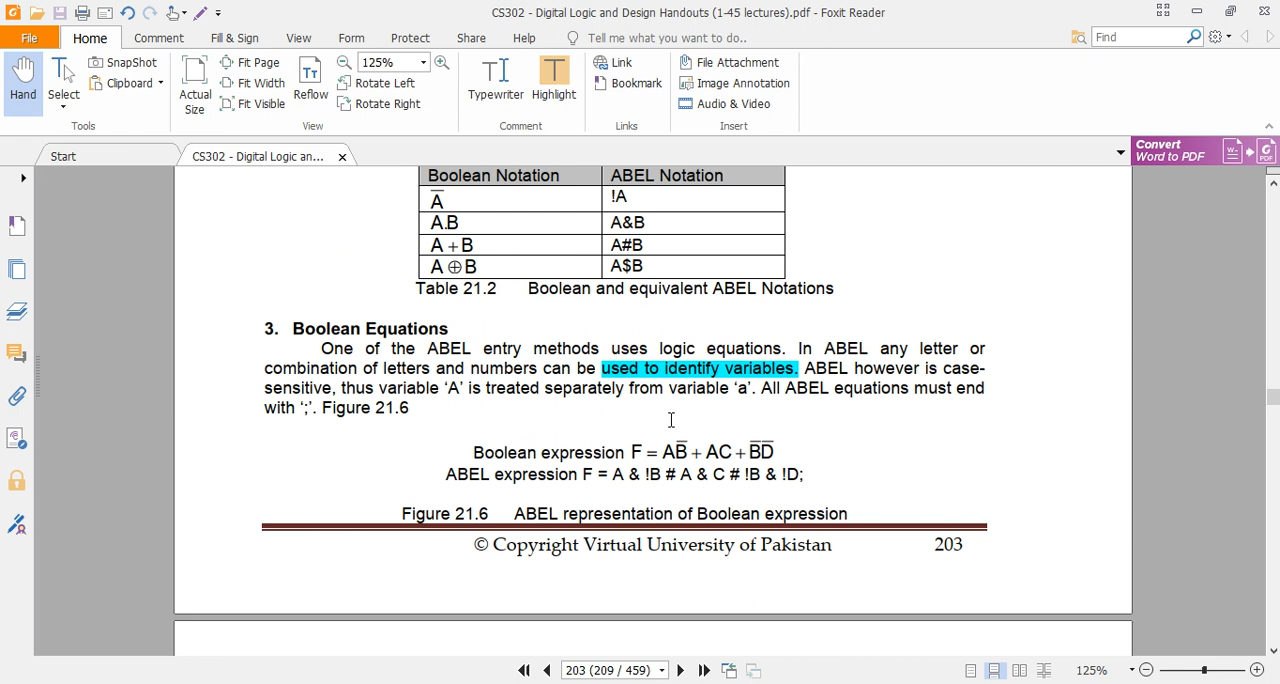 CS302 - Digital Logic and Design Handouts (1-45 lectures).pdf - Foxit Reader
File Home Comment Fill & Sign View Form Protect Share Help Tell me what you want to do.. Find
Hand
Select
SnapShot
Clipboard
Tools
Actual
Size
Fit Page
Fit Width
Fit Visible
Reflow
125%
Rotate Left
Rotate Right
View
Typewriter
Highlight
Comment
Link
Bookmark
Links
File Attachment
Image Annotation
Audio & Video
Insert
Start
CS302 - Digital Logic an...
Convert
Word to PDF
PDF
Boolean Notation ABEL Notation
A̅ !A
A.B A&B
A + B A#B
A ⊕ B A$B
Table 21.2 Boolean and equivalent ABEL Notations
3. Boolean Equations
One of the ABEL entry methods uses logic equations. In ABEL any letter or
combination of letters and numbers can be used to identify variables. ABEL however is case-
sensitive, thus variable ‘A’ is treated separately from variable ‘a’. All ABEL equations must end
with ‘;’. Figure 21.6
Boolean expression F = AB̅ + AC + B̅D̅
ABEL expression F = A & !B # A & C # !B & !D;
Figure 21.6 ABEL representation of Boolean expression
© Copyright Virtual University of Pakistan 203
203 (209 / 459)
125%